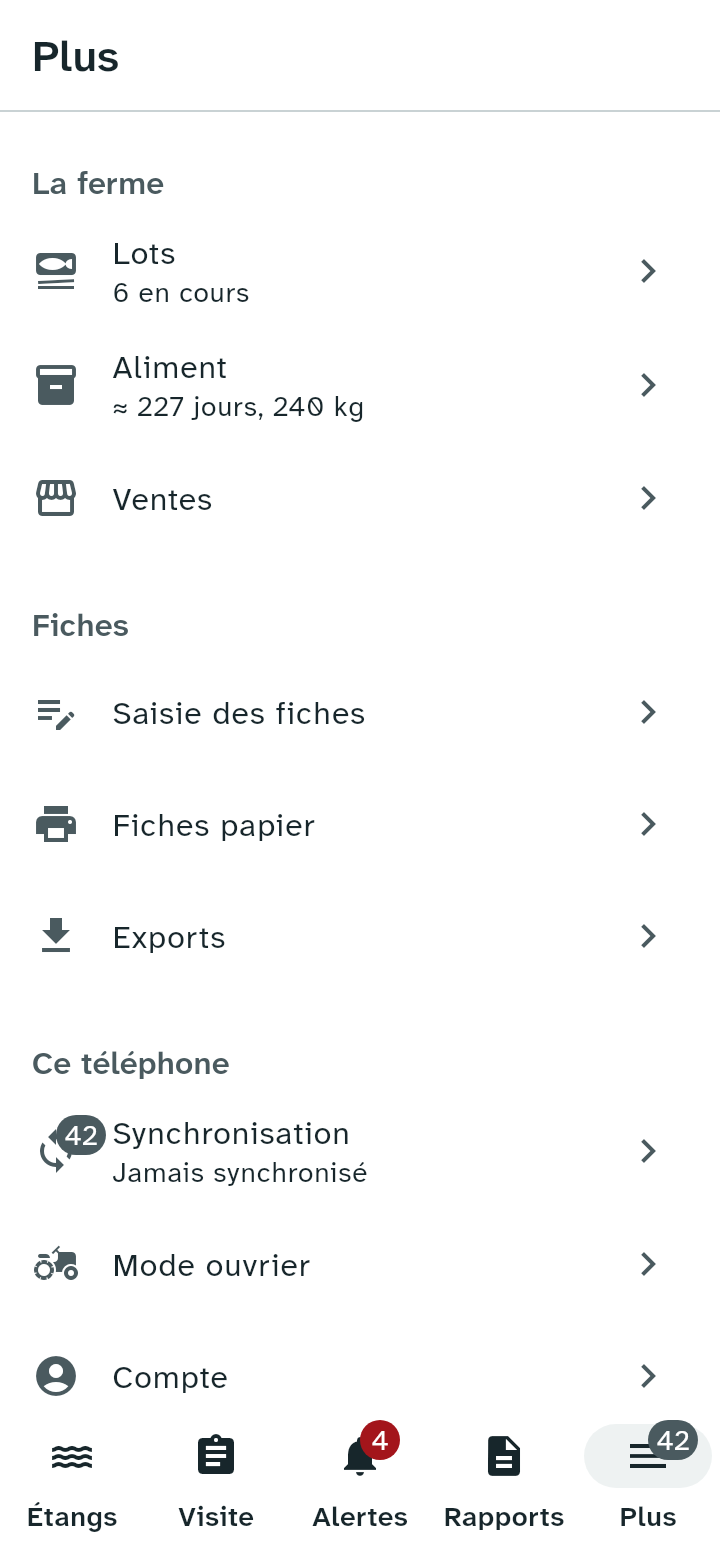 Plus
La ferme
Lots
6 en cours
Aliment
≈ 227 jours, 240 kg
Ventes
Fiches
Saisie des fiches
Fiches papier
Exports
Ce téléphone
42
Synchronisation
Jamais synchronisé
Mode ouvrier
Compte
4
42
Étangs
Visite
Alertes
Rapports
Plus